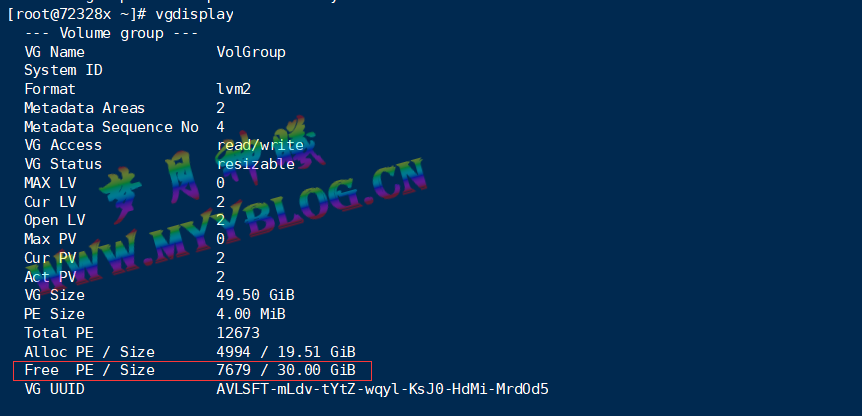 [root@72328x ~]# vgdisplay
--- Volume group ---
VG Name VolGroup
System ID
Format lvm2
Metadata Areas 2
Metadata Sequence No 4
VG Access read/write
VG Status resizable
MAX LV 0
Cur LV 2
Open LV 2
Max PV 0
Cur PV 2
Act PV 2
VG Size 49.50 GiB
PE Size 4.00 MiB
Total PE 12673
Alloc PE / Size 4994 / 19.51 GiB
Free PE / Size 7679 / 30.00 GiB
VG UUID AVLSFT-mLdv-tYtZ-wqyl-KsJ0-HdMi-MrdOd5
WWW.MYYBLOG.CN